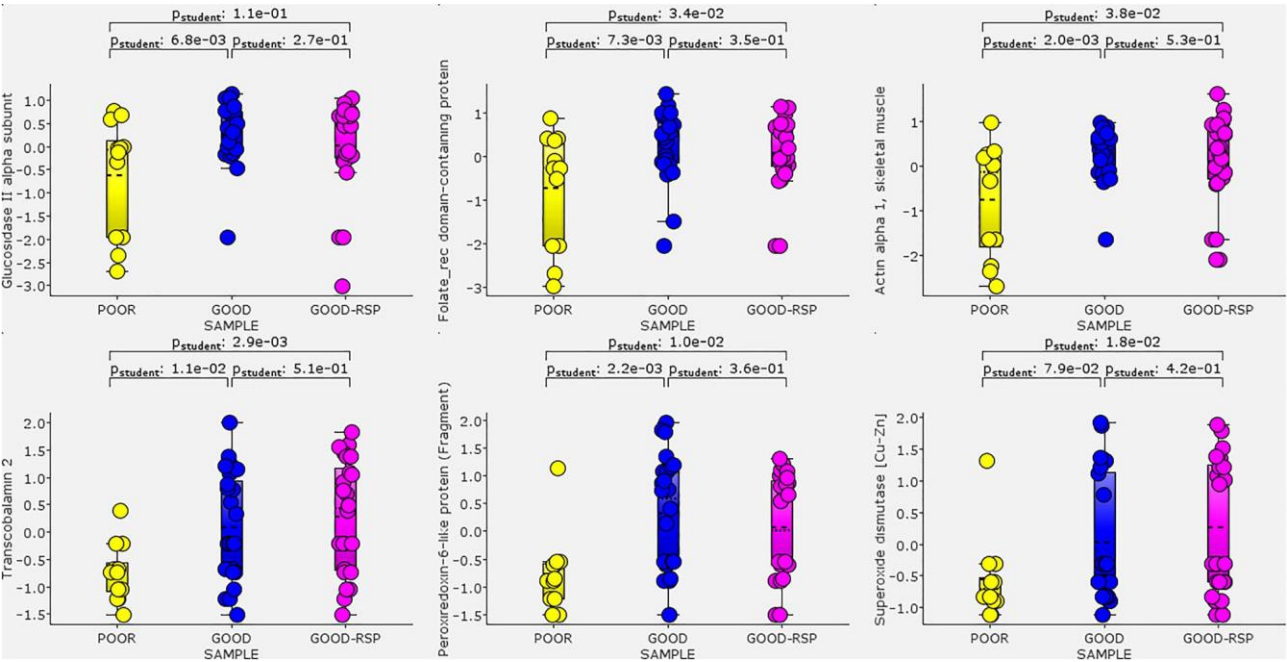 Pstudent: 1.1e-01
Pstudent: 6.8e-03 Pstudent: 2.7e-01
Glucosidase II alpha subunit
1.0
0.5
0.0
-0.5
-1.0
-1.5
-2.0
-2.5
-3.0
POOR GOOD GOOD-RSP
SAMPLE
Pstudent: 3.4e-02
Pstudent: 7.3e-03 Pstudent: 3.5e-01
Folate_rec domain-containing protein
1
0
-1
-2
-3
POOR GOOD GOOD-RSP
SAMPLE
Pstudent: 3.8e-02
Pstudent: 2.0e-03 Pstudent: 5.3e-01
Actin alpha 1, skeletal muscle
1
0
-1
-2
POOR GOOD GOOD-RSP
SAMPLE
Pstudent: 2.9e-03
Pstudent: 1.1e-02 Pstudent: 5.1e-01
Transcobalamin 2
2.0
1.5
1.0
0.5
0.0
-0.5
-1.0
-1.5
POOR GOOD GOOD-RSP
SAMPLE
Pstudent: 1.0e-02
Pstudent: 2.2e-03 Pstudent: 3.6e-01
Peroxiredoxin-6-like protein (Fragment)
2.0
1.5
1.0
0.5
0.0
-0.5
-1.0
-1.5
POOR GOOD GOOD-RSP
SAMPLE
Pstudent: 1.8e-02
Pstudent: 7.9e-02 Pstudent: 4.2e-01
Superoxide dismutase [Cu-Zn]
2.0
1.5
1.0
0.5
0.0
-0.5
-1.0
POOR GOOD GOOD-RSP
SAMPLE